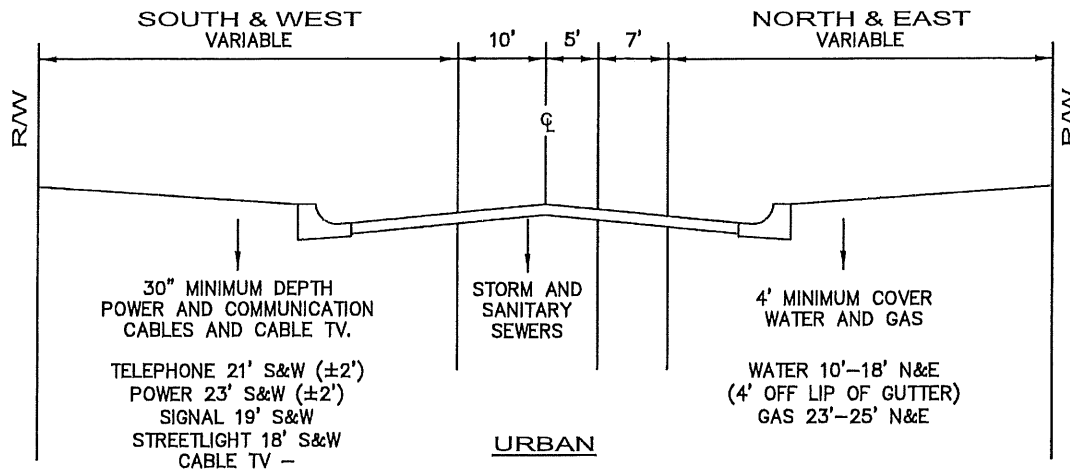 SOUTH & WEST
VARIABLE
10'
5'
7'
NORTH & EAST
VARIABLE
R/W
R/W
℄
30" MINIMUM DEPTH
POWER AND COMMUNICATION
CABLES AND CABLE TV.
TELEPHONE 21' S&W (±2')
POWER 23' S&W (±2')
SIGNAL 19' S&W
STREETLIGHT 18' S&W
CABLE TV –
STORM AND
SANITARY
SEWERS
4' MINIMUM COVER
WATER AND GAS
WATER 10'–18' N&E
(4' OFF LIP OF GUTTER)
GAS 23'–25' N&E
URBAN